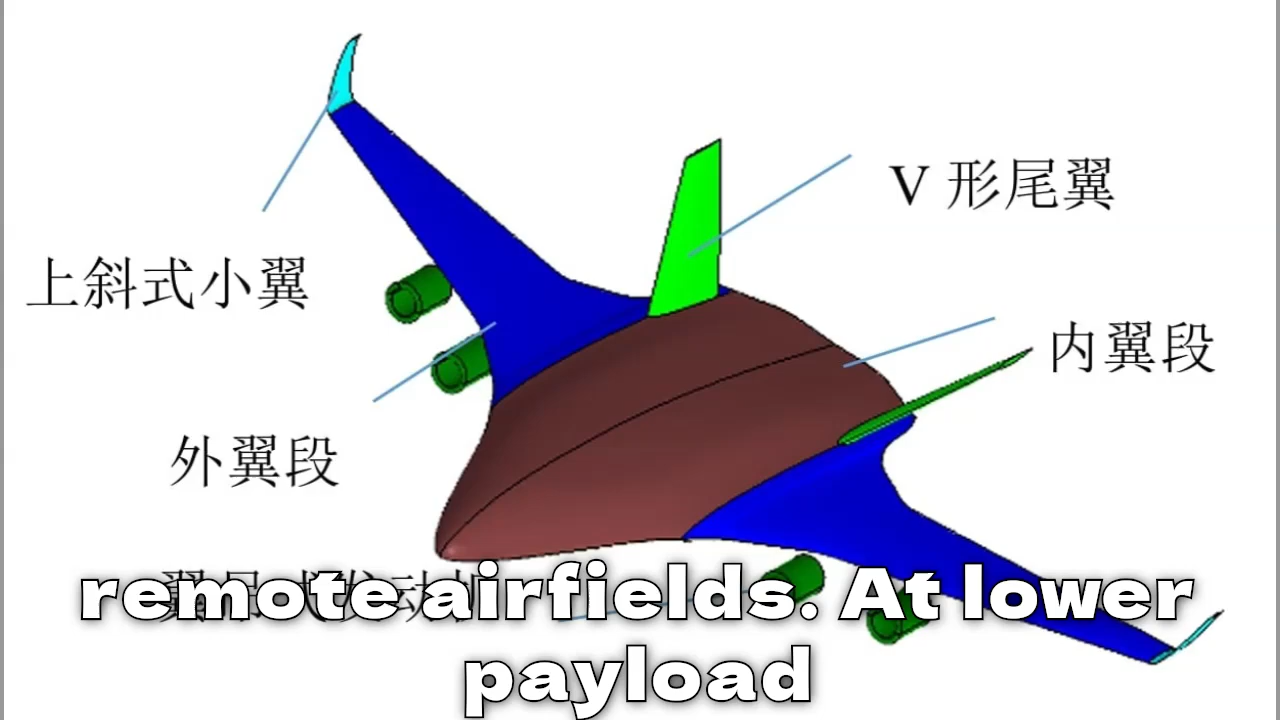 V 形尾翼
上斜式小翼
内翼段
外翼段
remote airfields. At lower
payload